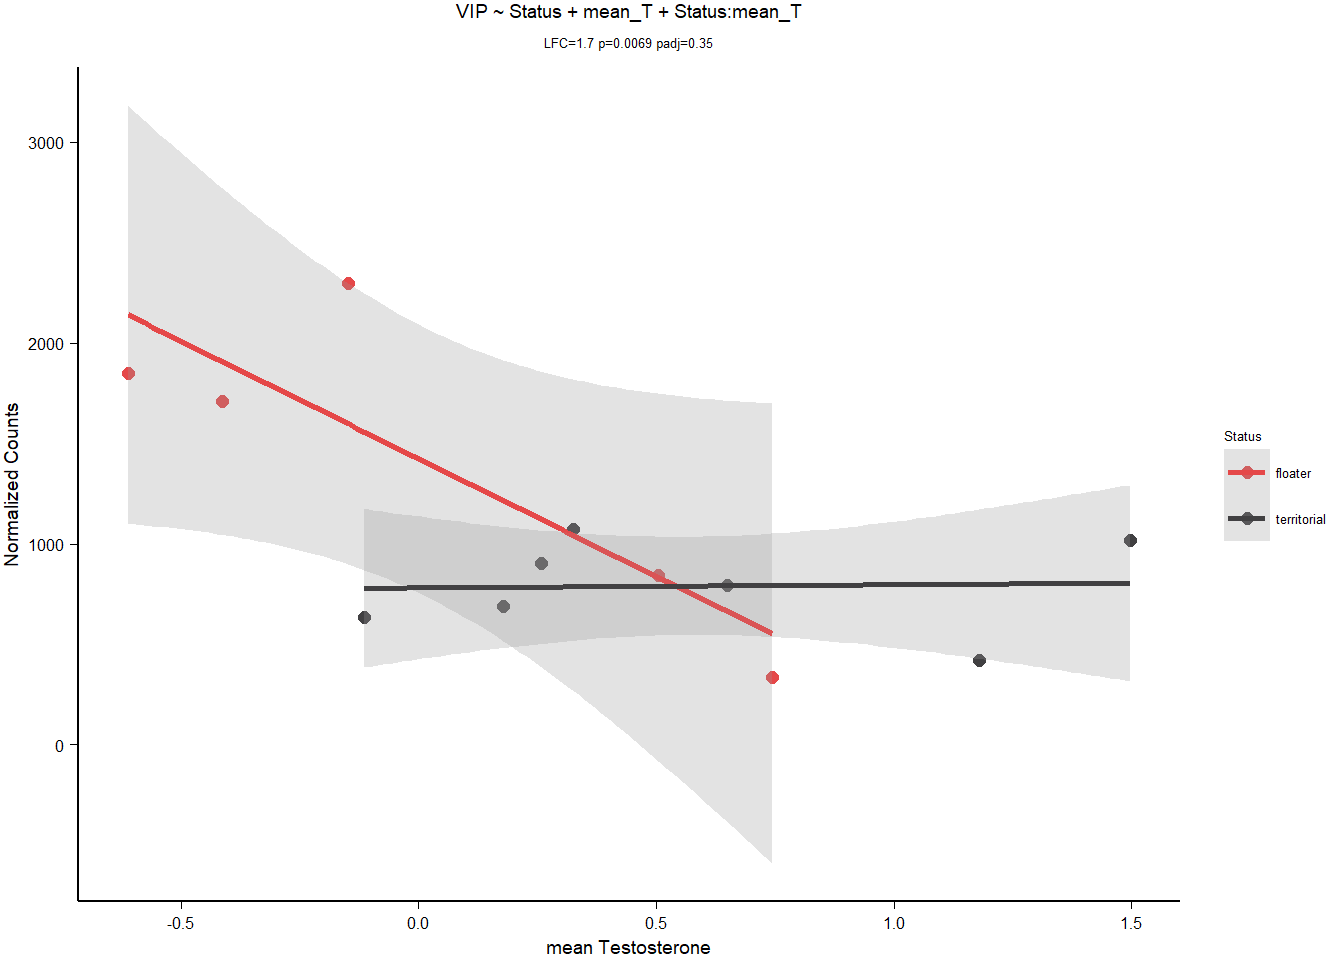 VIP ~ Status + mean_T + Status:mean_T
LFC=1.7 p=0.0069 padj=0.35
3000
2000
1000
0
Normalized Counts
-0.5
0.0
0.5
1.0
1.5
mean Testosterone
Status
floater
territorial